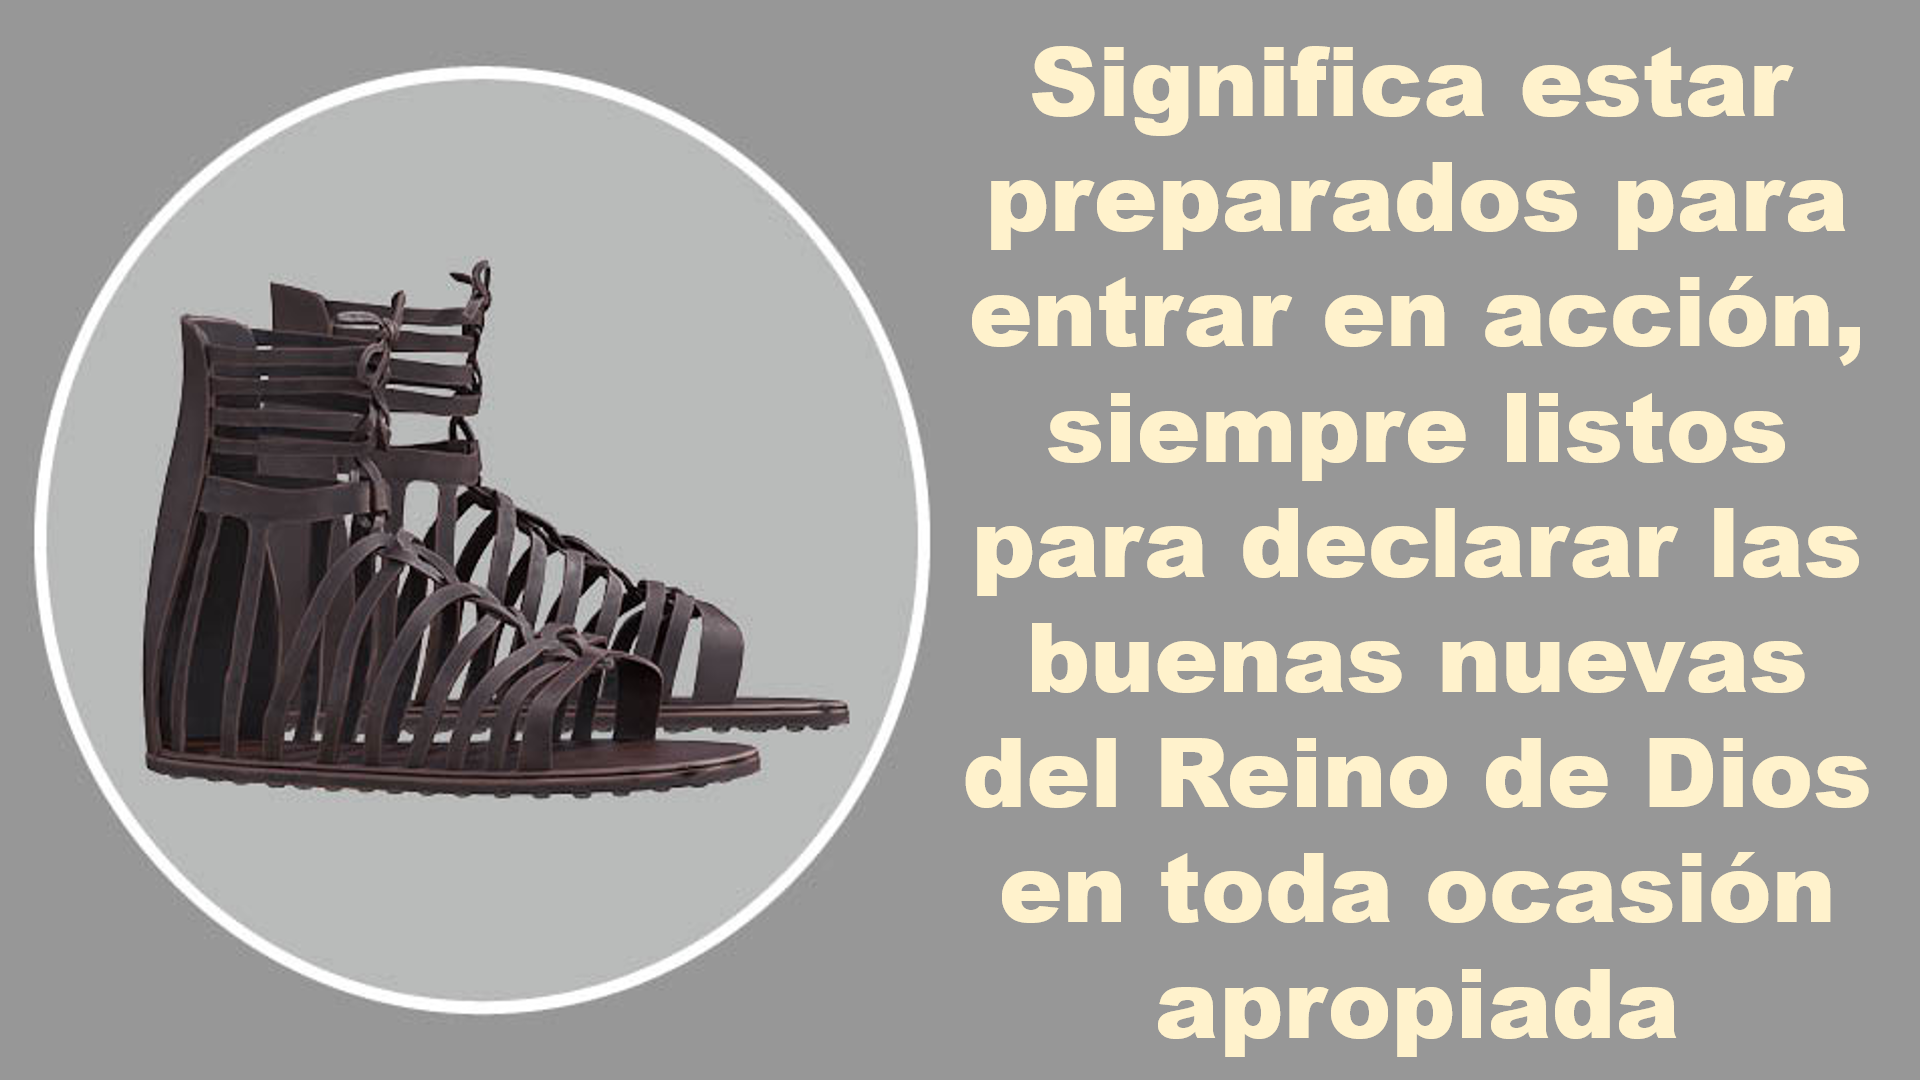 Significa estar
preparados para
entrar en acción,
siempre listos
para declarar las
buenas nuevas
del Reino de Dios
en toda ocasión
apropiada